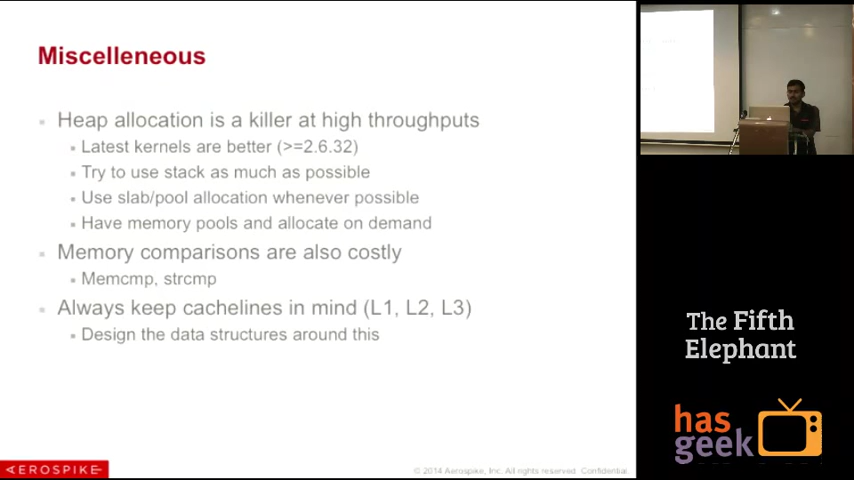 Miscelleneous
Heap allocation is a killer at high throughputs
Latest kernels are better (>=2.6.32)
Try to use stack as much as possible
Use slab/pool allocation whenever possible
Have memory pools and allocate on demand
Memory comparisons are also costly
Memcmp, strcmp
Always keep cachelines in mind (L1, L2, L3)
Design the data structures around this
AEROSPIKE
© 2014 Aerospike, Inc. All rights reserved. Confidential.
The Fifth
Elephant
has
geek